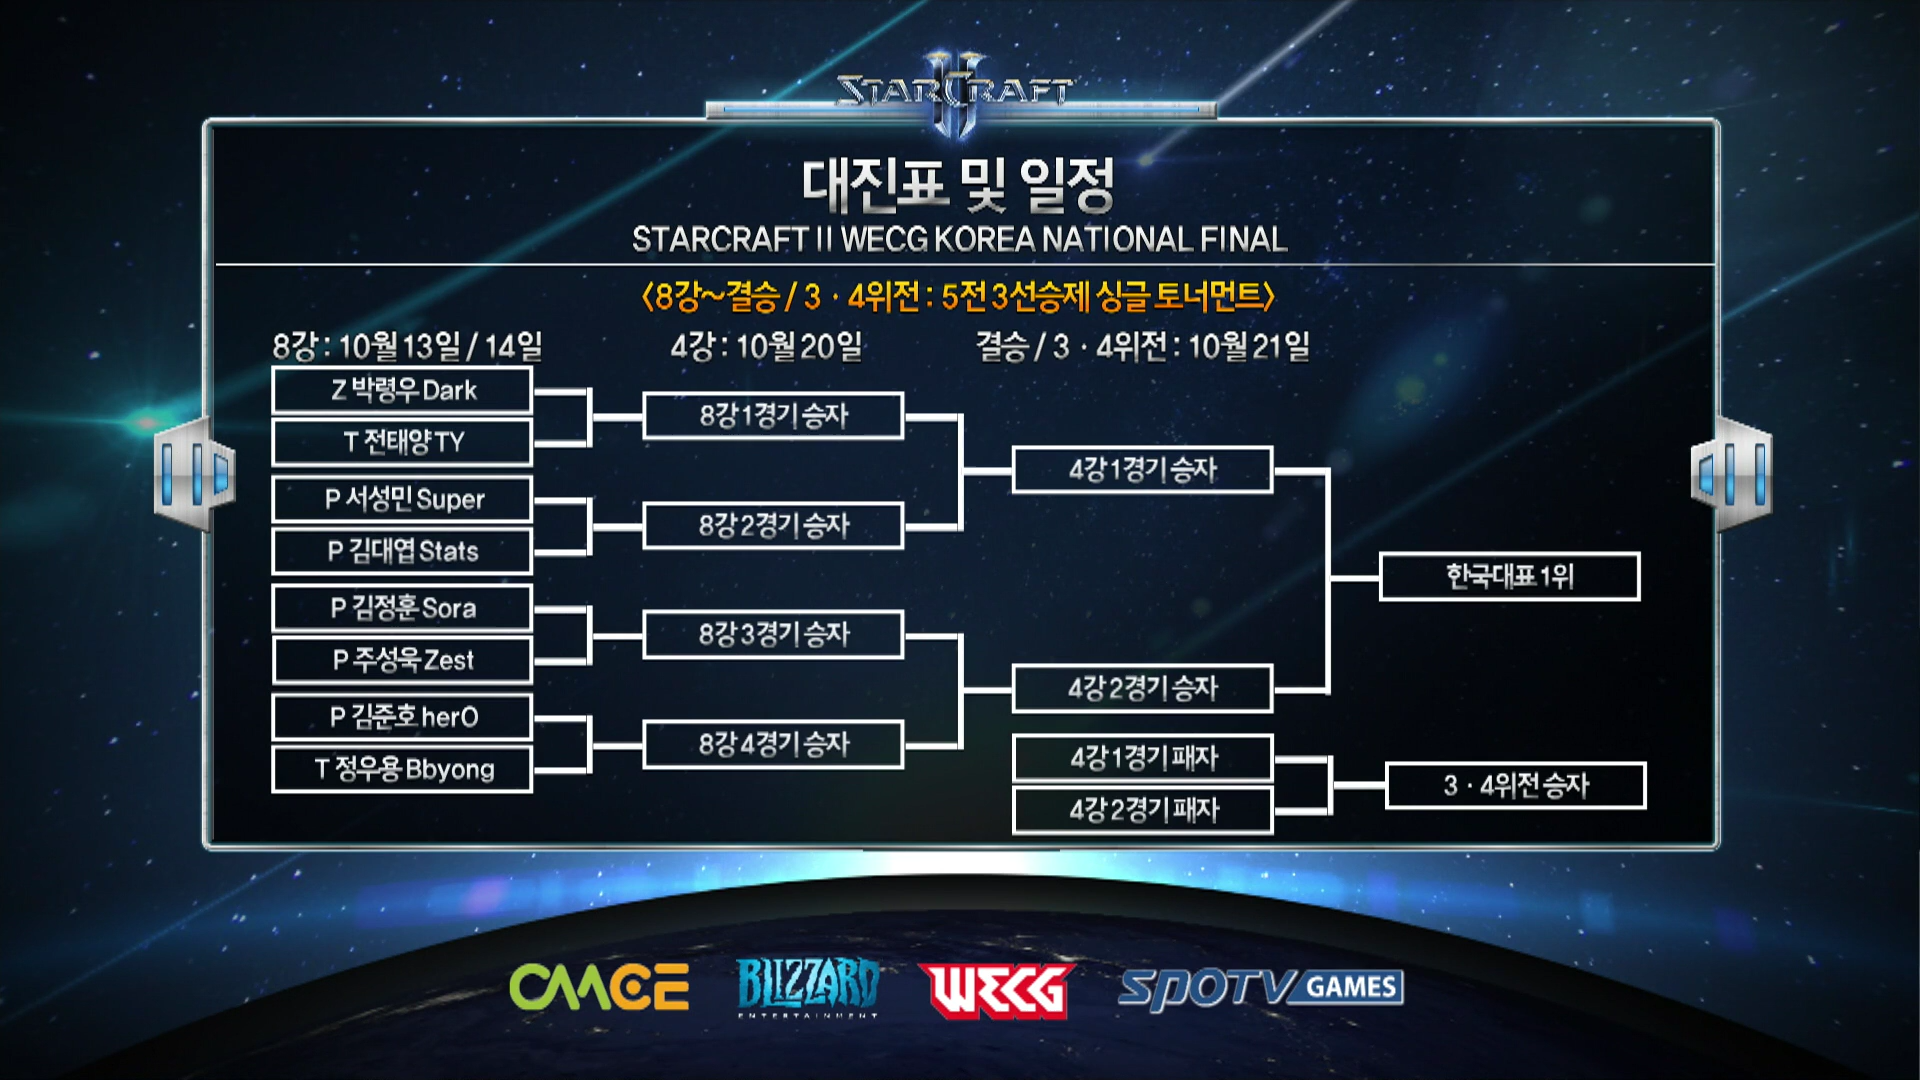 STARCRAFT II
대진표 및 일정
STARCRAFT II WECG KOREA NATIONAL FINAL
<8강~결승 / 3 · 4위전 : 5전 3선승제 싱글 토너먼트>
8강 : 10월 13일 / 14일
4강 : 10월 20일
결승 / 3 · 4위전 : 10월 21일
Z 박령우 Dark
T 전태양 TY
P 서성민 Super
P 김대엽 Stats
P 김정훈 Sora
P 주성욱 Zest
P 김준호 herO
T 정우용 Bbyong
8강 1경기 승자
8강 2경기 승자
8강 3경기 승자
8강 4경기 승자
4강 1경기 승자
4강 2경기 승자
4강 1경기 패자
4강 2경기 패자
한국대표 1위
3 · 4위전 승자
CMCE
BLIZZARD
ENTERTAINMENT
WECG
SPOTV GAMES